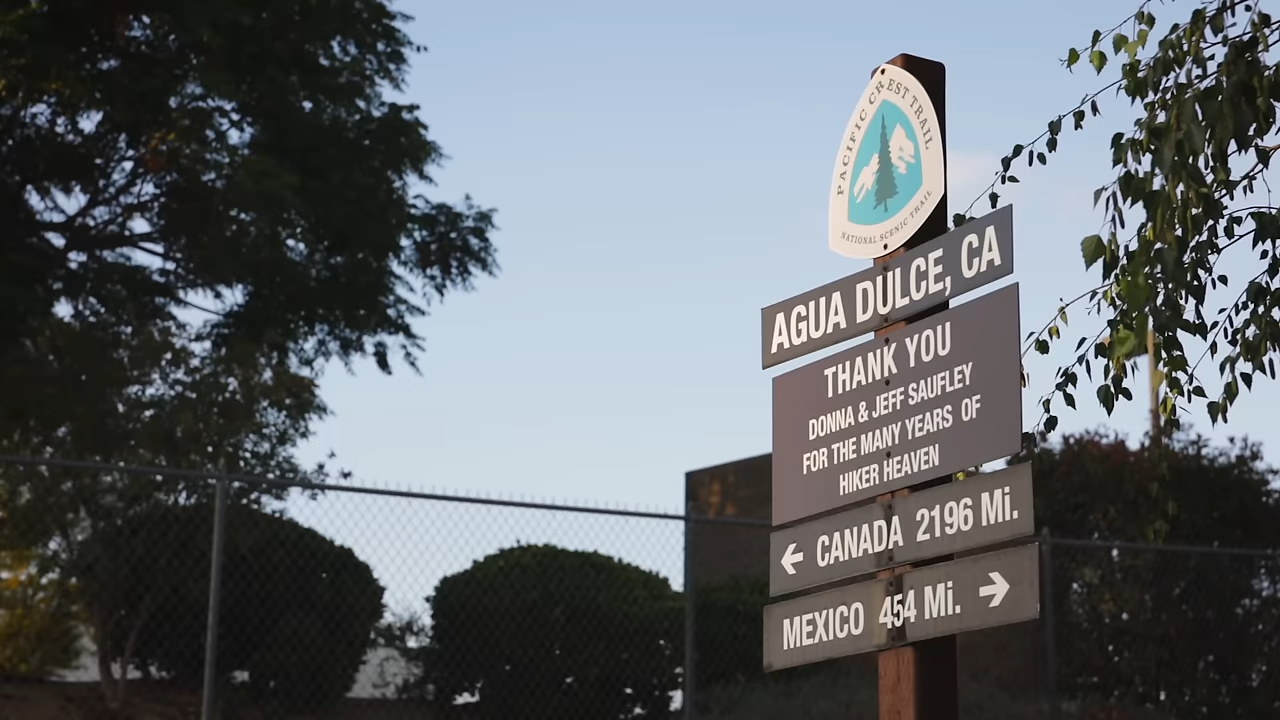 PACIFIC CREST TRAIL
NATIONAL SCENIC TRAIL
AGUA DULCE, CA
THANK YOU
DONNA & JEFF SAUFLEY
FOR THE MANY YEARS OF
HIKER HEAVEN
← CANADA 2196 Mi.
MEXICO 454 Mi. →